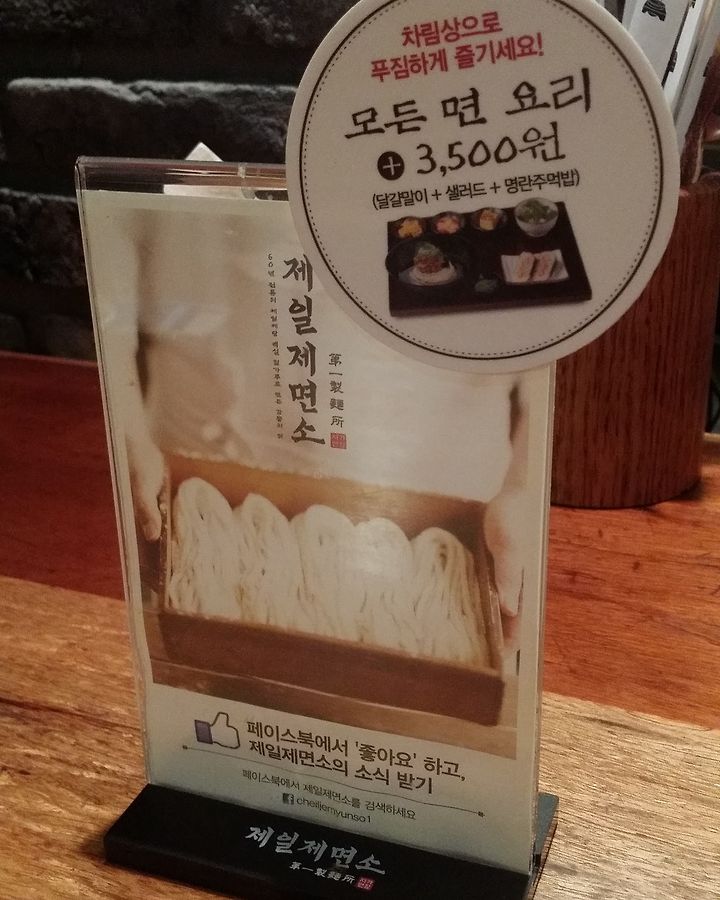 차림상으로
푸짐하게 즐기세요!
모든 면 요리
+ 3,500원
(달걀말이 + 샐러드 + 명란주먹밥)
제일제면소
第一製麵所
페이스북에서 '좋아요' 하고,
제일제면소의 소식 받기
페이스북에서 제일제면소를 검색하세요
f cheiljemyunso1
제일제면소
第一製麵所